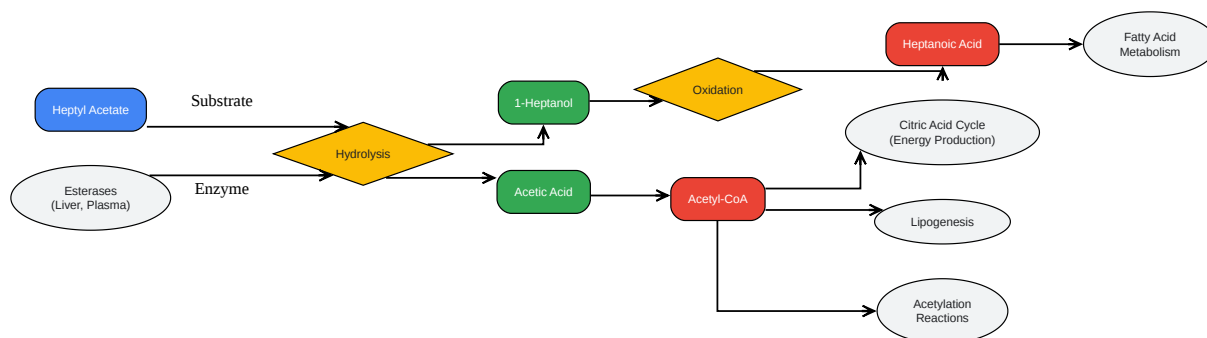 Heptanoic Acid
Fatty Acid
Metabolism
Heptyl Acetate
Substrate
1-Heptanol
Oxidation
Citric Acid Cycle
(Energy Production)
Hydrolysis
Esterases
(Liver, Plasma)
Enzyme
Acetic Acid
Acetyl-CoA
Lipogenesis
Acetylation
Reactions